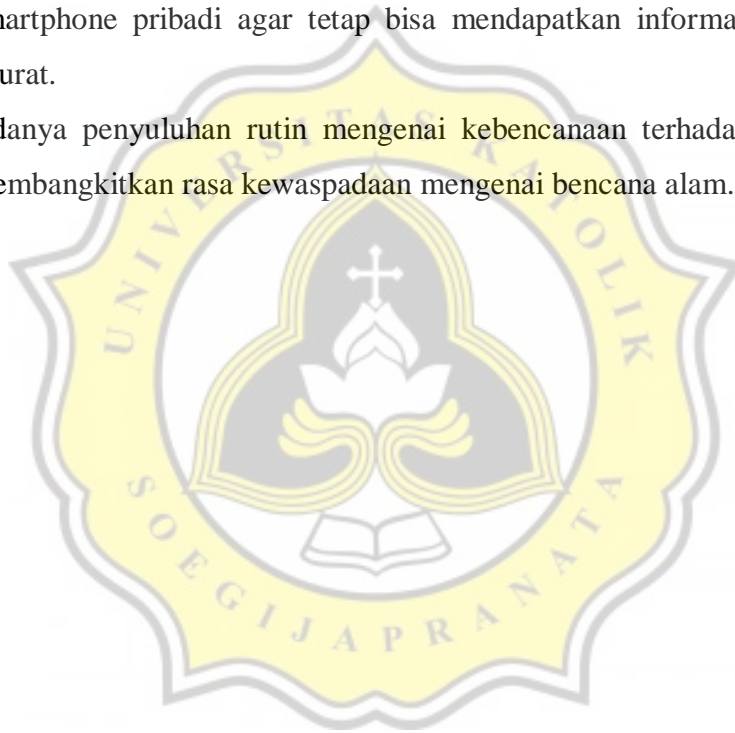 martphone pribadi agar tetap bisa mendapatkan informa
urat.
danya penyuluhan rutin mengenai kebencanaan terhada
embangkitkan rasa kewaspadaan mengenai bencana alam.
UNIVERSITAS KATOLIK
SOEGIJAPRANATA